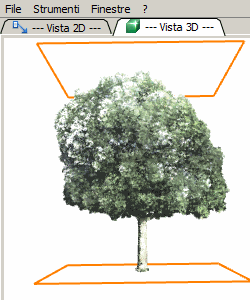 File Strumenti Finestre ?
--- Vista 2D --- --- Vista 3D ---